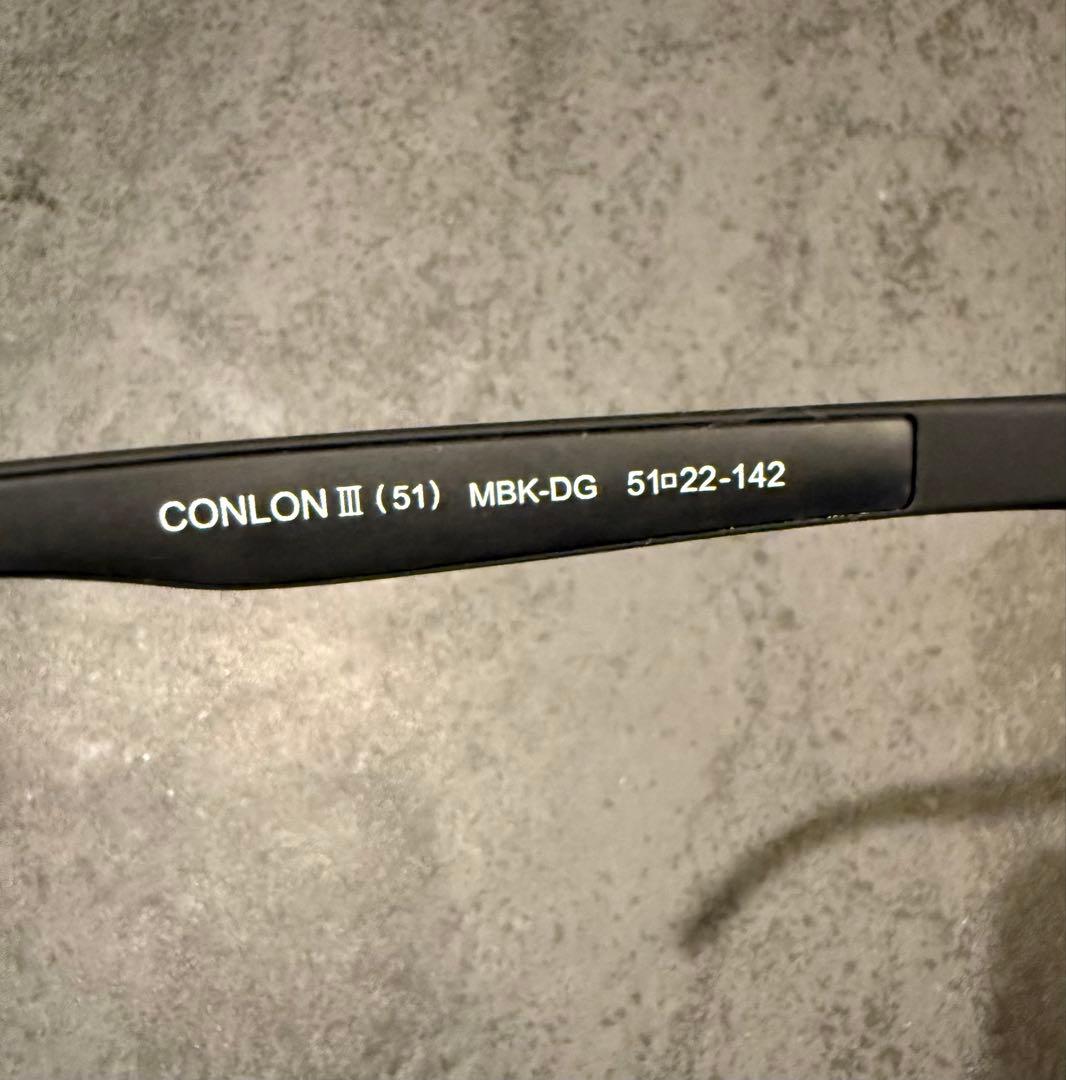 CONLON Ⅲ (51) MBK-DG 51□22-142